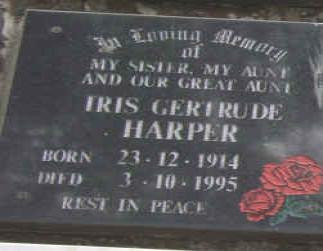 In Loving Memory
of
MY SISTER, MY AUNT
AND OUR GREAT AUNT
IRIS GERTRUDE
HARPER
BORN 23·12·1914
DIED 3·10·1995
REST IN PEACE